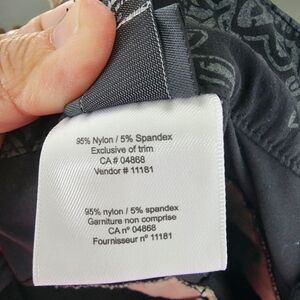 95% Nylon / 5% Spandex
Exclusive of trim
CA # 04868
Vendor # 11181
95% nylon / 5% spandex
Garniture non comprise
CA nº 04868
Fournisseur nº 11181